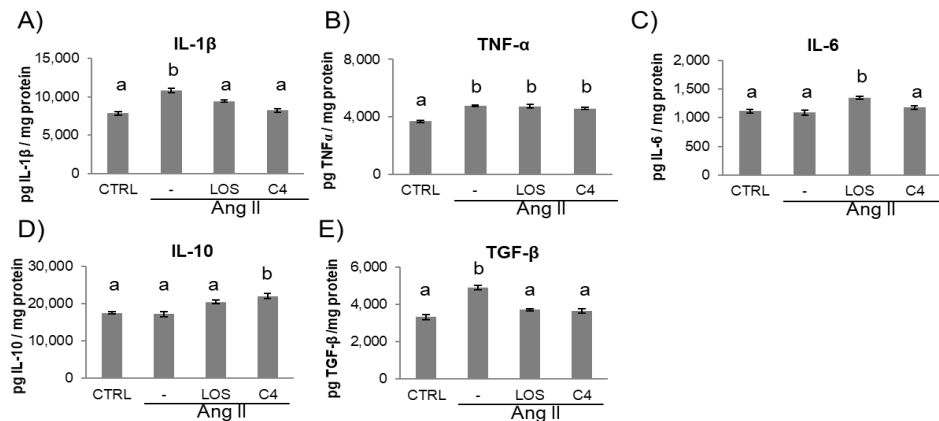 A)
IL-1β
pg IL-1β / mg protein
15,000
10,000
5,000
0
a b a a
CTRL - LOS C4
Ang II
B)
TNF-α
pg TNFα / mg protein
8,000
4,000
0
a b b b
CTRL - LOS C4
Ang II
C)
IL-6
pg IL-6 / mg protein
2,000
1,500
1,000
500
0
a a b a
CTRL - LOS C4
Ang II
D)
IL-10
pg IL-10 / mg protein
30,000
20,000
10,000
0
a a a b
CTRL - LOS C4
Ang II
E)
TGF-β
pg TGF-β/mg protein
6,000
4,000
2,000
0
a b a a
CTRL - LOS C4
Ang II